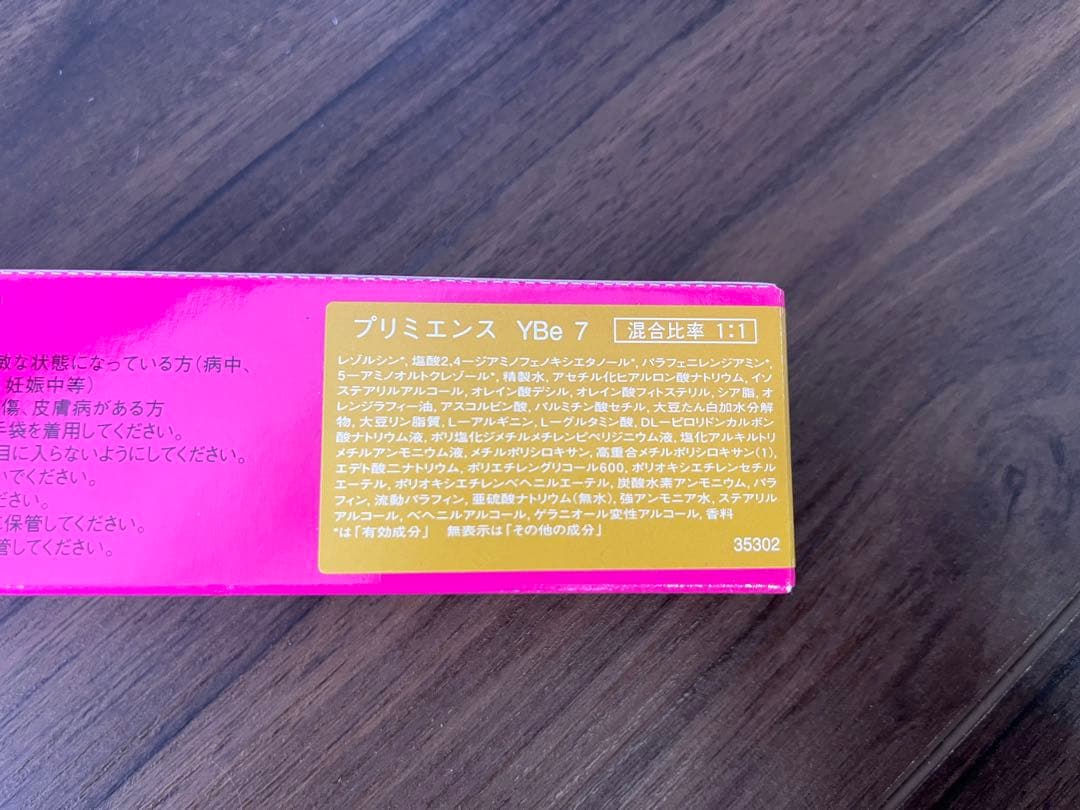 敏な状態になっている方(病中、
妊娠中等)
傷、皮膚病がある方
手袋を着用してください。
目に入らないようにしてください。
いでください。
ださい。
に保管してください。
管してください。
プリミエンス YBe 7 混合比率 1:1
レゾルシン*, 塩酸2,4-ジアミノフェノキシエタノール*, パラフェニレンジアミン*,
5-アミノオルトクレゾール*, 精製水, アセチル化ヒアルロン酸ナトリウム, イソ
ステアリルアルコール, オレイン酸デシル, オレイン酸フィトステリル, シア脂, オ
レンジラフィー油, アスコルビン酸, パルミチン酸セチル, 大豆たん白加水分解
物, 大豆リン脂質, L-アルギニン, L-グルタミン酸, DL-ピロリドンカルボン
酸ナトリウム液, ポリ塩化ジメチルメチレンピペリジニウム液, 塩化アルキルトリ
メチルアンモニウム液, メチルポリシロキサン, 高重合メチルポリシロキサン(1),
エデト酸二ナトリウム, ポリエチレングリコール600, ポリオキシエチレンセチル
エーテル, ポリオキシエチレンベヘニルエーテル, 炭酸水素アンモニウム, パラ
フィン, 流動パラフィン, 亜硫酸ナトリウム(無水), 強アンモニア水, ステアリル
アルコール, ベヘニルアルコール, ゲラニオール変性アルコール, 香料
*は「有効成分」 無表示は「その他の成分」
35302